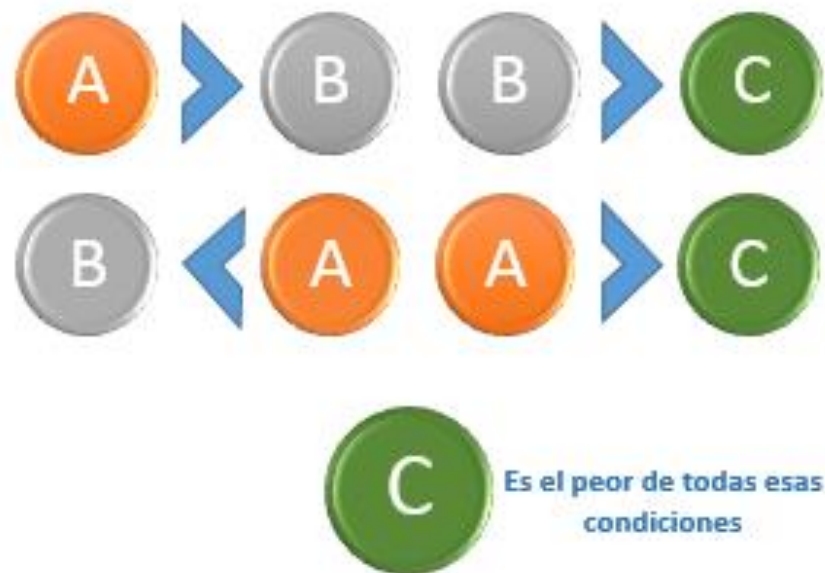 A B B C
B A A C
C Es el peor de todas esas
condiciones